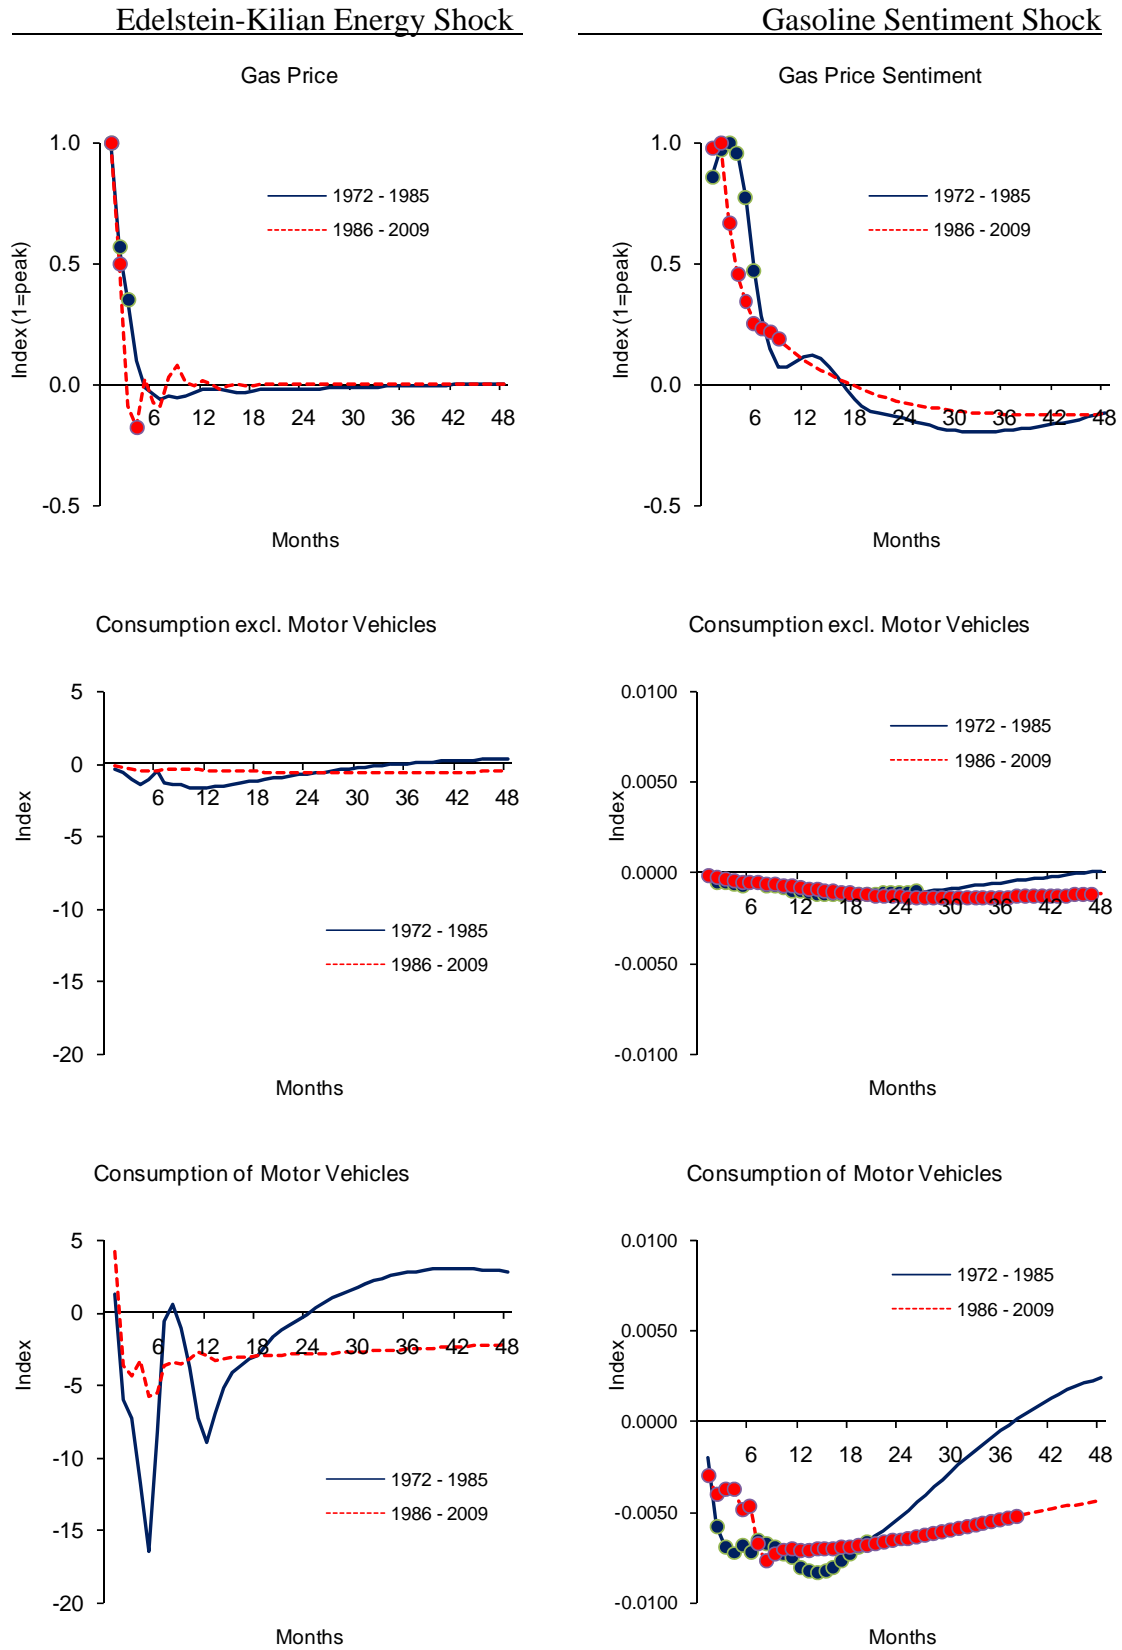 Edelstein-Kilian Energy Shock
Gasoline Sentiment Shock
Gas Price
1.0
0.5
0.0
-0.5
Index (1=peak)
1972 - 1985
1986 - 2009
6 12 18 24 30 36 42 48
Months
Gas Price Sentiment
1.0
0.5
0.0
-0.5
Index (1=peak)
1972 - 1985
1986 - 2009
6 12 18 24 30 36 42 48
Months
Consumption excl. Motor Vehicles
5
0
-5
-10
-15
-20
Index
6 12 18 24 30 36 42 48
1972 - 1985
1986 - 2009
Months
Consumption excl. Motor Vehicles
0.0100
0.0050
0.0000
-0.0050
-0.0100
Index
1972 - 1985
1986 - 2009
6 12 18 24 30 36 42 48
Months
Consumption of Motor Vehicles
5
0
-5
-10
-15
-20
Index
6 12 18 24 30 36 42 48
1972 - 1985
1986 - 2009
Months
Consumption of Motor Vehicles
0.0100
0.0050
0.0000
-0.0050
-0.0100
Index
1972 - 1985
1986 - 2009
6 12 18 24 30 36 42 48
Months